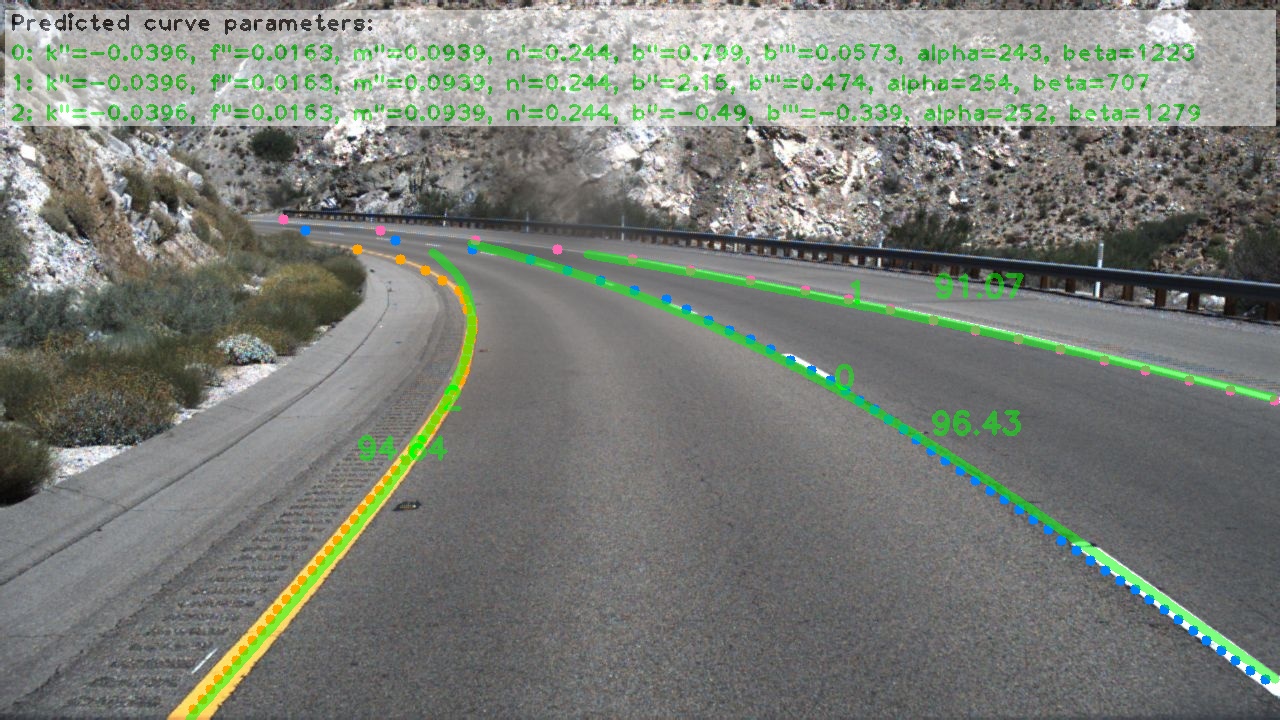 Predicted curve parameters:
0: k''=-0.0396, f''=0.0163, m''=0.0939, n'=0.244, b''=0.799, b'''=0.0573, alpha=243, beta=1223
1: k''=-0.0396, f''=0.0163, m''=0.0939, n'=0.244, b''=2.15, b'''=0.474, alpha=254, beta=707
2: k''=-0.0396, f''=0.0163, m''=0.0939, n'=0.244, b''=-0.49, b'''=-0.339, alpha=252, beta=1279
1
91.07
0
96.43